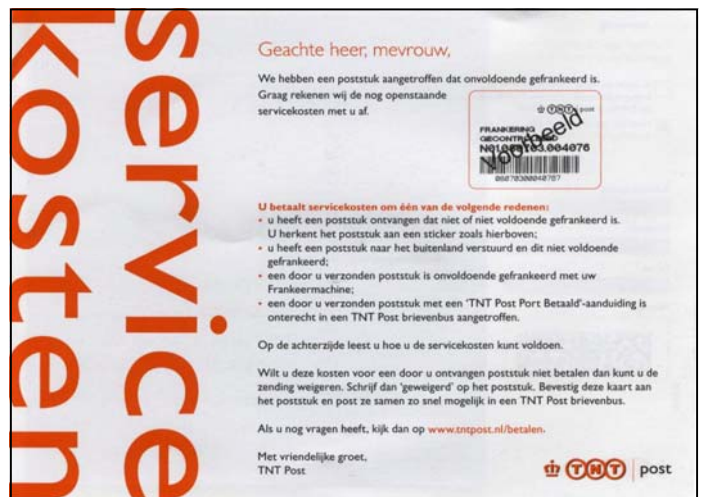 service
kosten
Geachte heer, mevrouw,
We hebben een poststuk aangetroffen dat onvoldoende gefrankeerd is.
Graag rekenen wij de nog openstaande
servicekosten met u af.
TNT post
FRANKERING
GECONTROLEERD
Voorbeeld
U betaalt servicekosten om één van de volgende redenen:
• u heeft een poststuk ontvangen dat niet of niet voldoende gefrankeerd is.
U herkent het poststuk aan een sticker zoals hierboven;
• u heeft een poststuk naar het buitenland verstuurd en dit niet voldoende
gefrankeerd;
• een door u verzonden poststuk is onvoldoende gefrankeerd met uw
Frankeermachine;
• een door u verzonden poststuk met een ‘TNT Post Port Betaald’-aanduiding is
onterecht in een TNT Post brievenbus aangetroffen.
Op de achterzijde leest u hoe u de servicekosten kunt voldoen.
Wilt u deze kosten voor een door u ontvangen poststuk niet betalen dan kunt u de
zending weigeren. Schrijf dan ‘geweigerd’ op het poststuk. Bevestig deze kaart aan
het poststuk en post ze samen zo snel mogelijk in een TNT Post brievenbus.
Als u nog vragen heeft, kijk dan op www.tntpost.nl/betalen.
Met vriendelijke groet,
TNT Post
TNT post